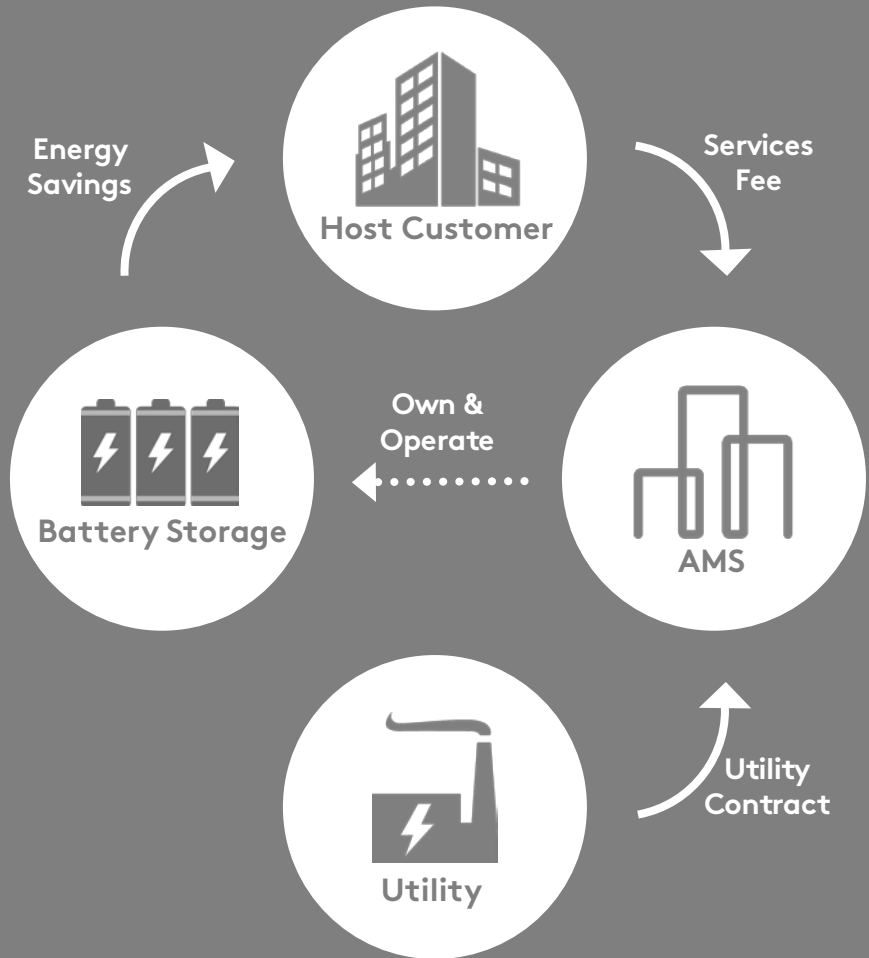 Host Customer
Energy
Savings
Services
Fee
Own &
Operate
Battery Storage
AMS
Utility
Contract
Utility